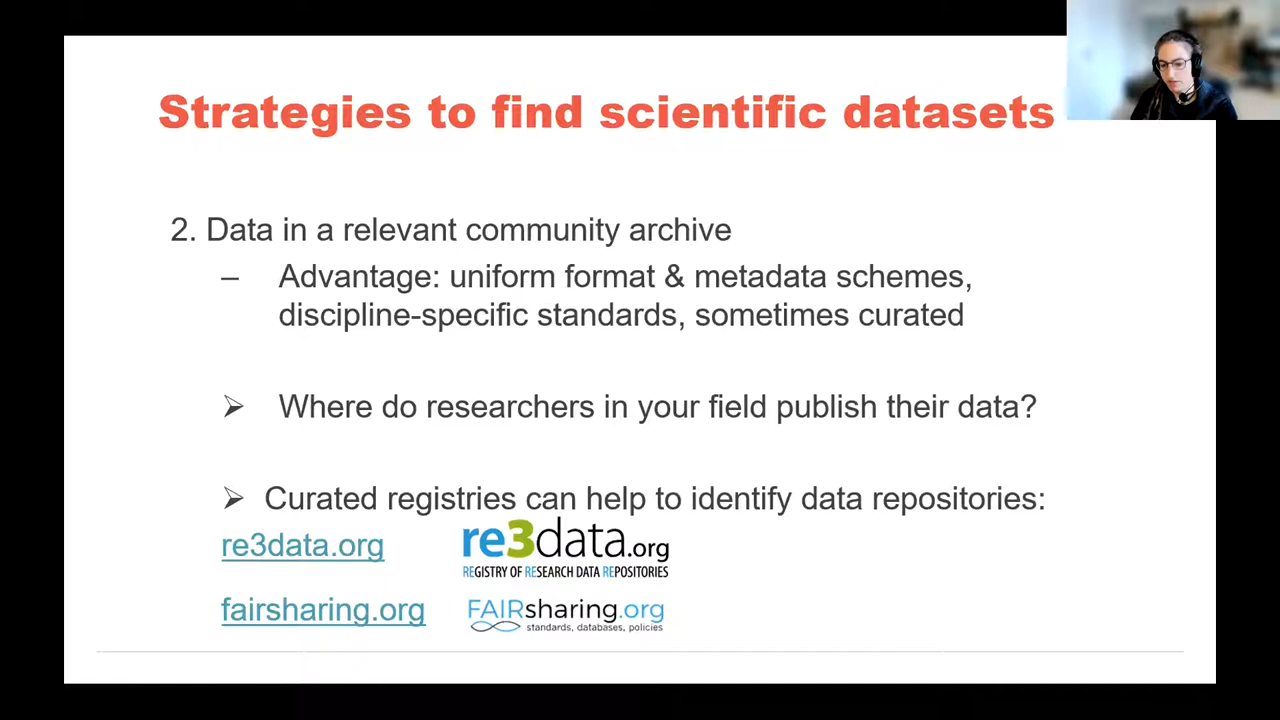 Strategies to find scientific datasets
2. Data in a relevant community archive
– Advantage: uniform format & metadata schemes,
discipline-specific standards, sometimes curated
➢ Where do researchers in your field publish their data?
➢ Curated registries can help to identify data repositories:
re3data.org
re3data.org
REGISTRY OF RESEARCH DATA REPOSITORIES
fairsharing.org
FAIRsharing.org
standards, databases, policies